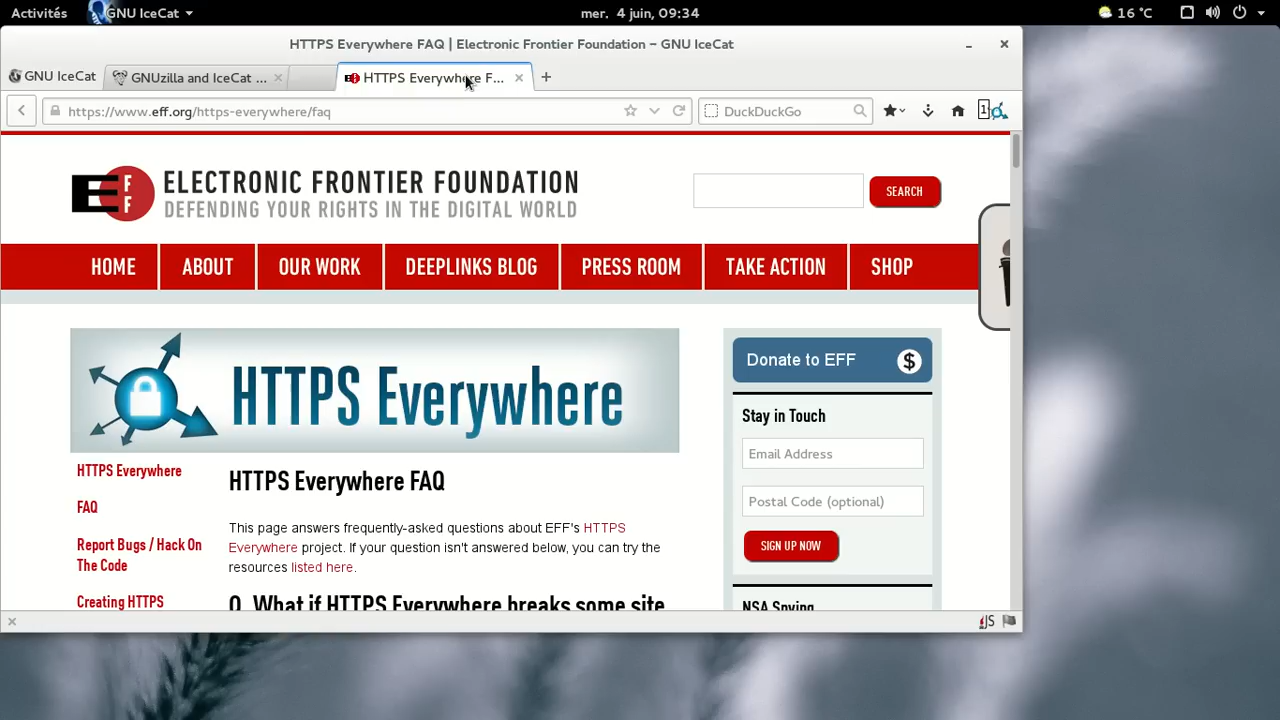 Activités GNU IceCat mer. 4 juin, 09:34 16 °C
HTTPS Everywhere FAQ | Electronic Frontier Foundation – GNU IceCat
GNU IceCat GNUzilla and IceCat ... HTTPS Everywhere F...
https://www.eff.org/https-everywhere/faq DuckDuckGo 1
E F F
ELECTRONIC FRONTIER FOUNDATION
DEFENDING YOUR RIGHTS IN THE DIGITAL WORLD
SEARCH
HOME ABOUT OUR WORK DEEPLINKS BLOG PRESS ROOM TAKE ACTION SHOP
HTTPS Everywhere
HTTPS Everywhere
FAQ
Report Bugs / Hack On
The Code
Creating HTTPS
HTTPS Everywhere FAQ
This page answers frequently-asked questions about EFF's HTTPS
Everywhere project. If your question isn't answered below, you can try the
resources listed here.
Q. What if HTTPS Everywhere breaks some site
Donate to EFF $
Stay in Touch
Email Address
Postal Code (optional)
SIGN UP NOW
NSA Spying
JS